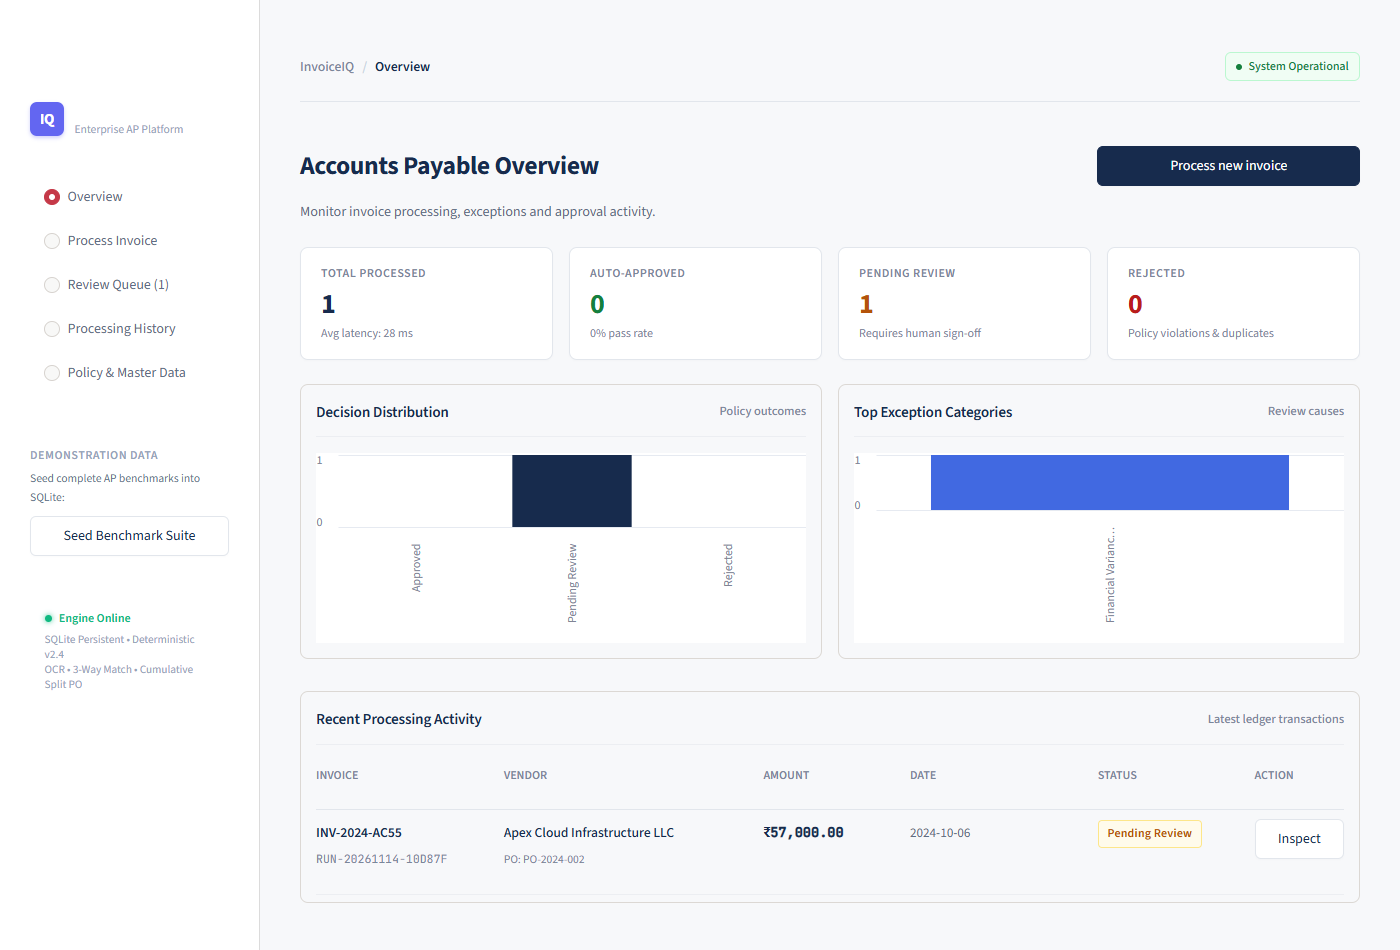 IQ
Enterprise AP Platform
Overview
Process Invoice
Review Queue (1)
Processing History
Policy & Master Data
DEMONSTRATION DATA
Seed complete AP benchmarks into
SQLite:
Seed Benchmark Suite
Engine Online
SQLite Persistent • Deterministic
v2.4
OCR • 3-Way Match • Cumulative
Split PO
InvoiceIQ / Overview
System Operational
Accounts Payable Overview
Process new invoice
Monitor invoice processing, exceptions and approval activity.
TOTAL PROCESSED
1
Avg latency: 28 ms
AUTO-APPROVED
0
0% pass rate
PENDING REVIEW
1
Requires human sign-off
REJECTED
0
Policy violations & duplicates
Decision Distribution
Policy outcomes
1
0
Approved
Pending Review
Rejected
Top Exception Categories
Review causes
1
0
Financial Varianc…
Recent Processing Activity
Latest ledger transactions
INVOICE VENDOR AMOUNT DATE STATUS ACTION
INV-2024-AC55 Apex Cloud Infrastructure LLC ₹57,000.00 2024-10-06 Pending Review Inspect
RUN-20261114-10D87F PO: PO-2024-002